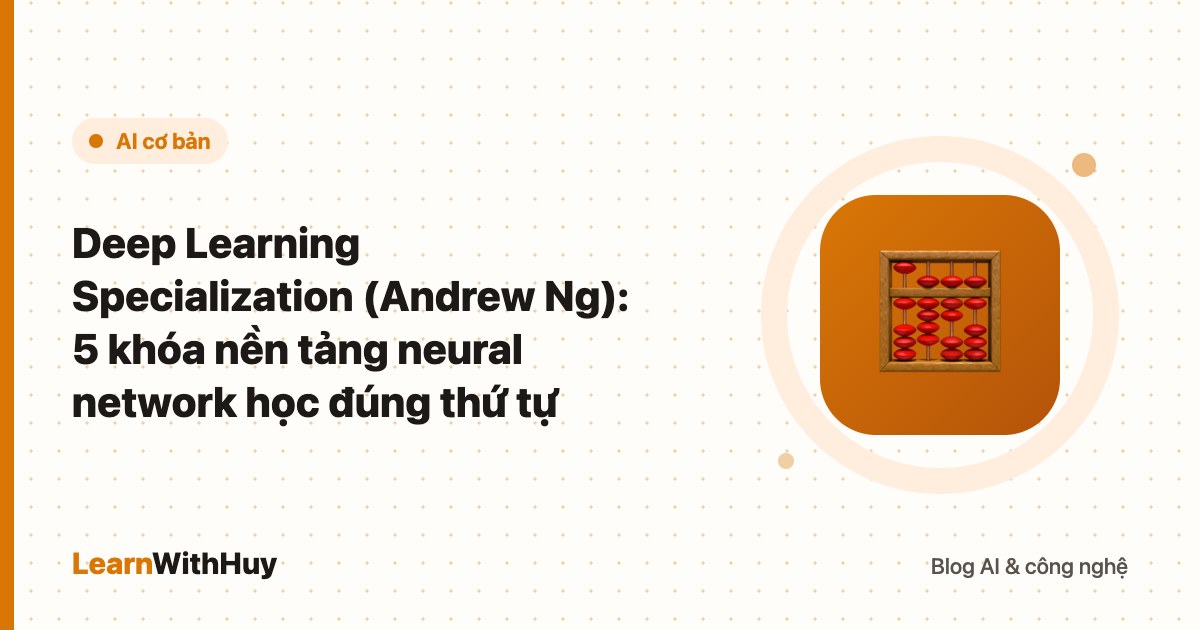 AI cơ bản
Deep Learning
Specialization (Andrew Ng):
5 khóa nền tảng neural
network học đúng thứ tự
LearnWithHuy
Blog AI & công nghệ